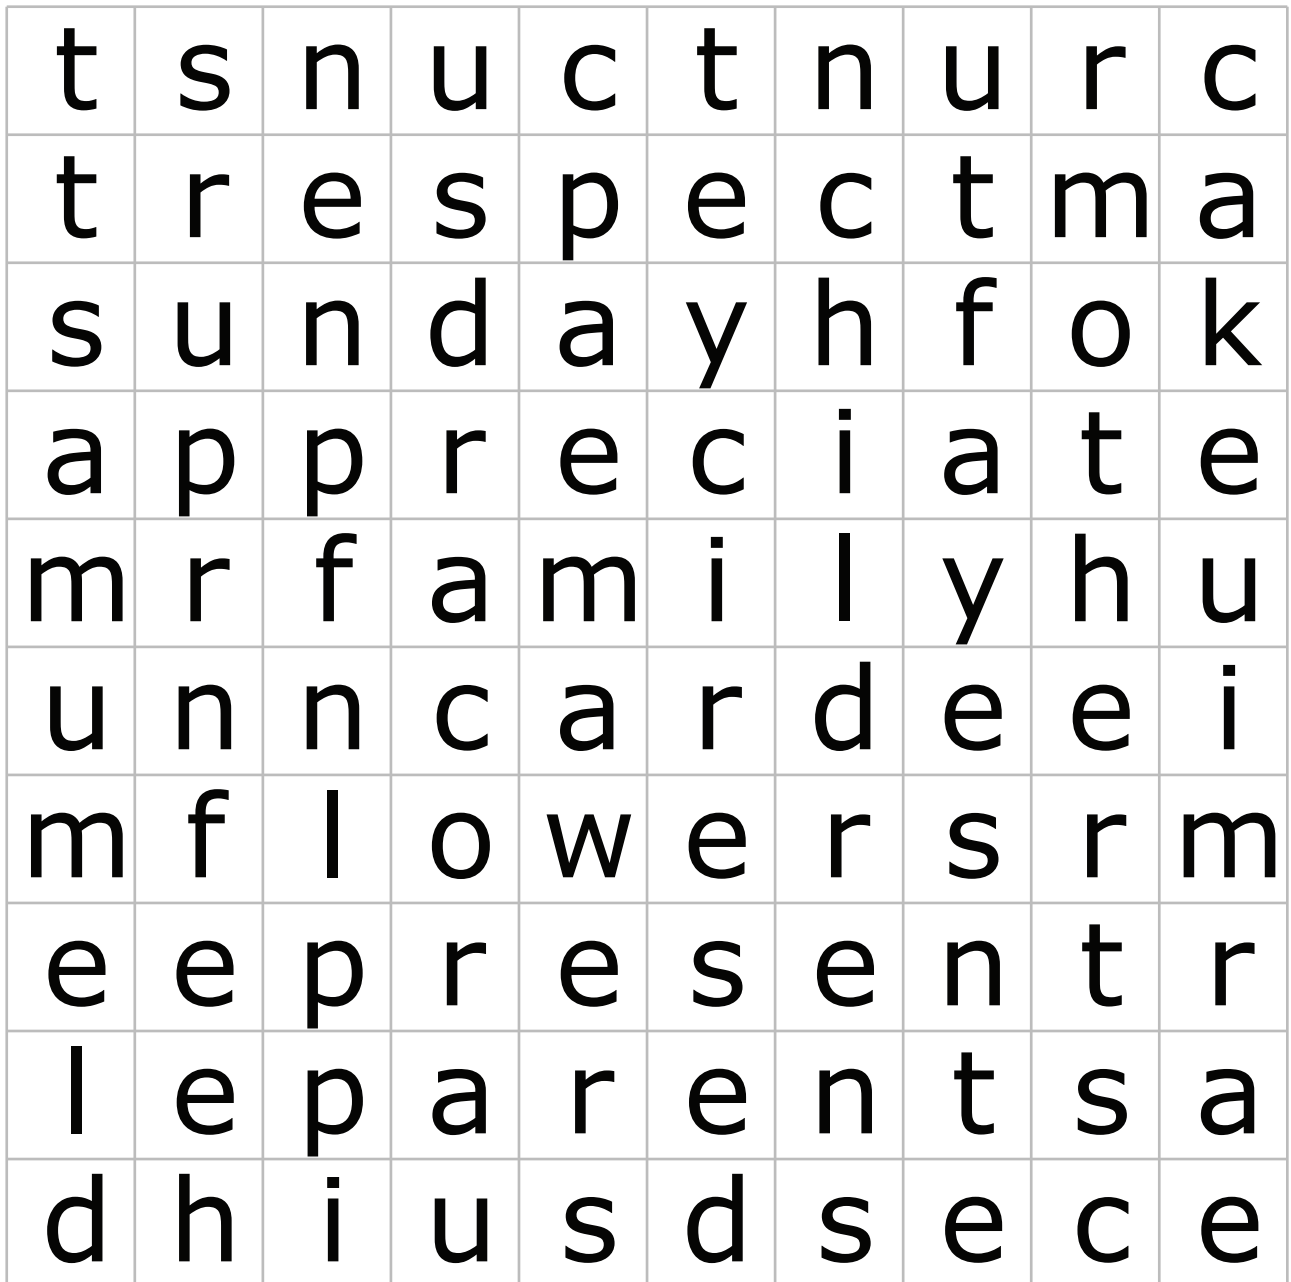 t s n u c t n u r c
t r e s p e c t m a
s u n d a y h f o k
a p p r e c i a t e
m r f a m i l y h u
u n n c a r d e e i
m f l o w e r s r m
e e p r e s e n t r
l e p a r e n t s a
d h i u s d s e c e